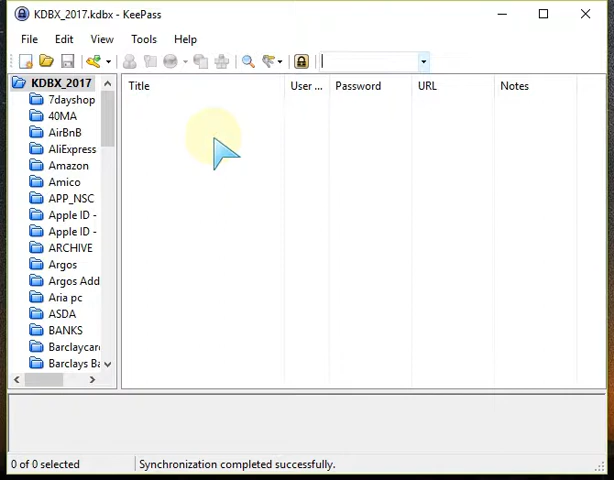 KDBX_2017.kdbx - KeePass
File Edit View Tools Help
KDBX_2017
7dayshop
40MA
AirBnB
AliExpress
Amazon
Amico
APP_NSC
Apple ID -
Apple ID -
ARCHIVE
Argos
Argos Add
Aria pc
ASDA
BANKS
Barclaycar
Barclays Ba
Title User ... Password URL Notes
0 of 0 selected Synchronization completed successfully.